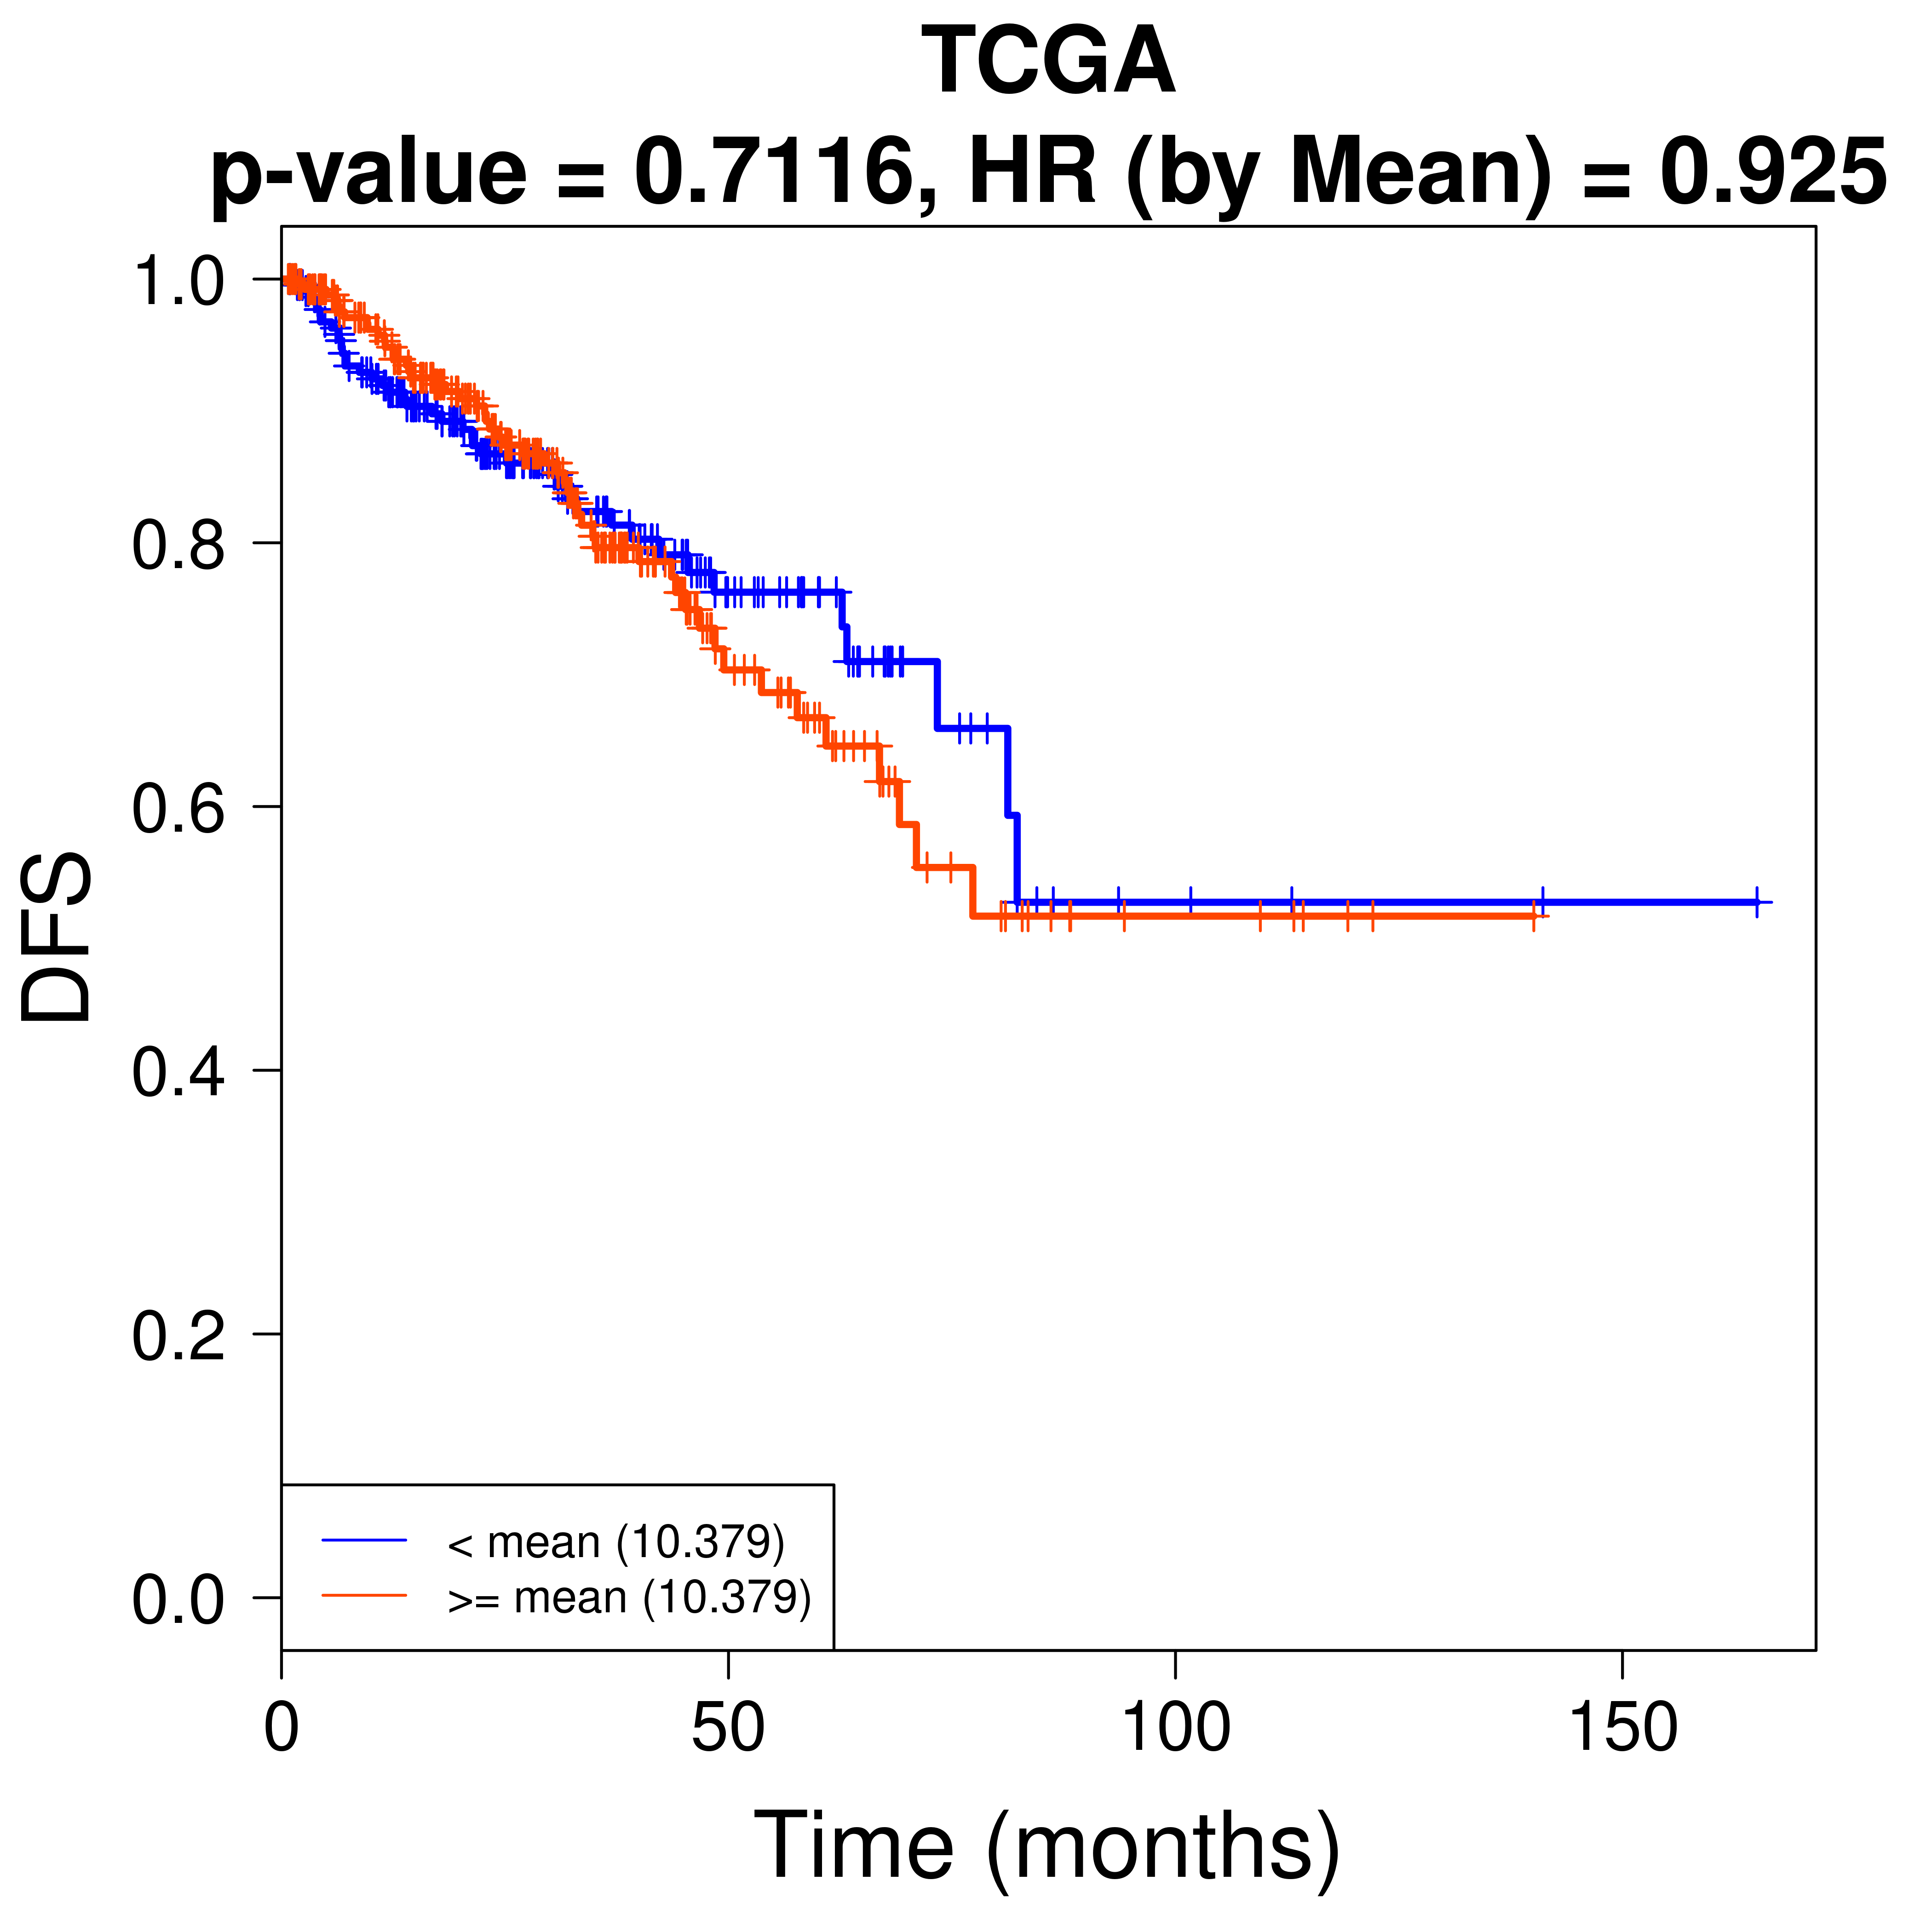 TCGA
p-value = 0.7116, HR (by Mean) = 0.925
1.0
0.8
0.6
0.4
0.2
0.0
DFS
< mean (10.379)
>= mean (10.379)
0 50 100 150
Time (months)